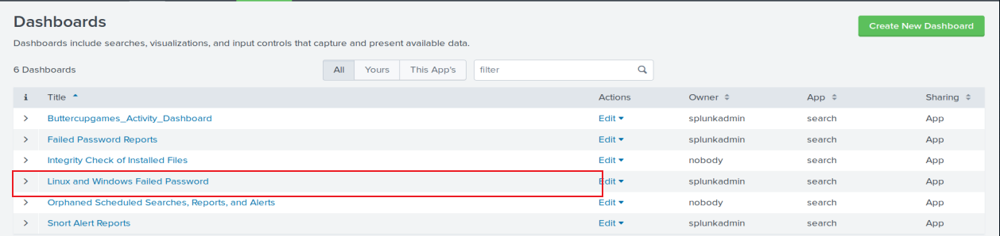 Dashboards
Create New Dashboard
Dashboards include searches, visualizations, and input controls that capture and present available data.
6 Dashboards All Yours This App's filter
i Title Actions Owner App Sharing
Buttercupgames_Activity_Dashboard Edit splunkadmin search App
Failed Password Reports Edit splunkadmin search App
Integrity Check of Installed Files Edit nobody search App
Linux and Windows Failed Password Edit splunkadmin search App
Orphaned Scheduled Searches, Reports, and Alerts Edit nobody search App
Snort Alert Reports Edit splunkadmin search App